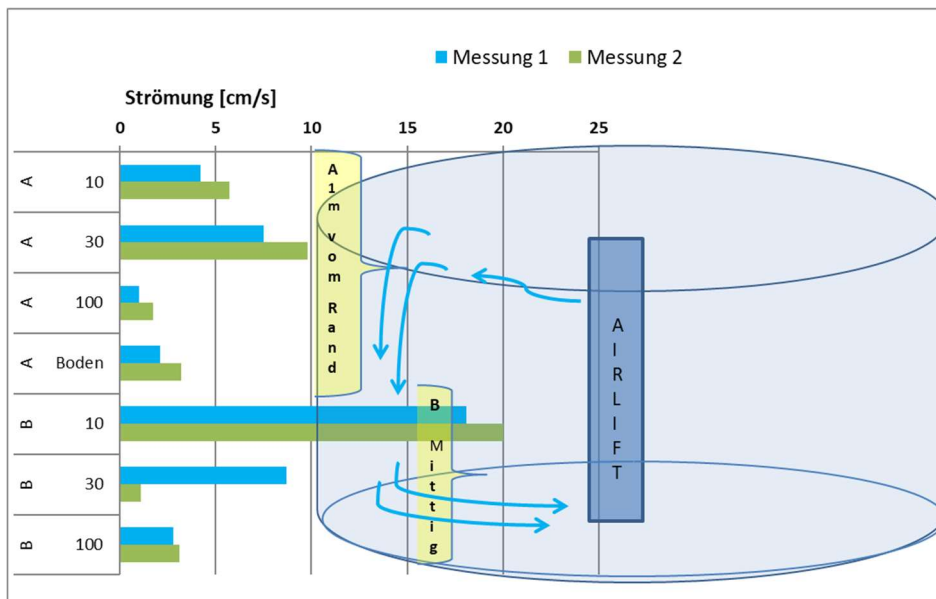 Messung 1 Messung 2
Strömung [cm/s]
0 5 10 15 20 25
A 10
A 30
A 100
A Boden
B 10
B 30
B 100
A 1m vom Rand
B Mittig
AIRLIFT